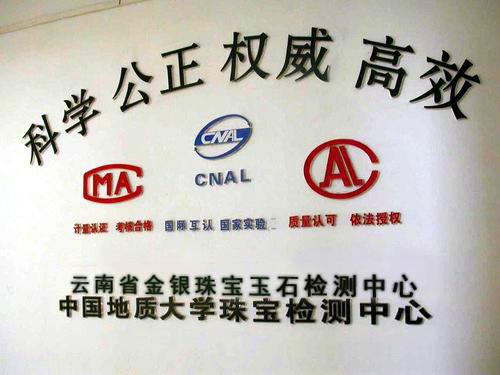 科学 公正 权威 高效
CMA
CNAL
CNAL
CAL
计量认证 考核合格 国际互认 国家实验 质量认可 依法授权
云南省金银珠宝玉石检测中心
中国地质大学珠宝检测中心